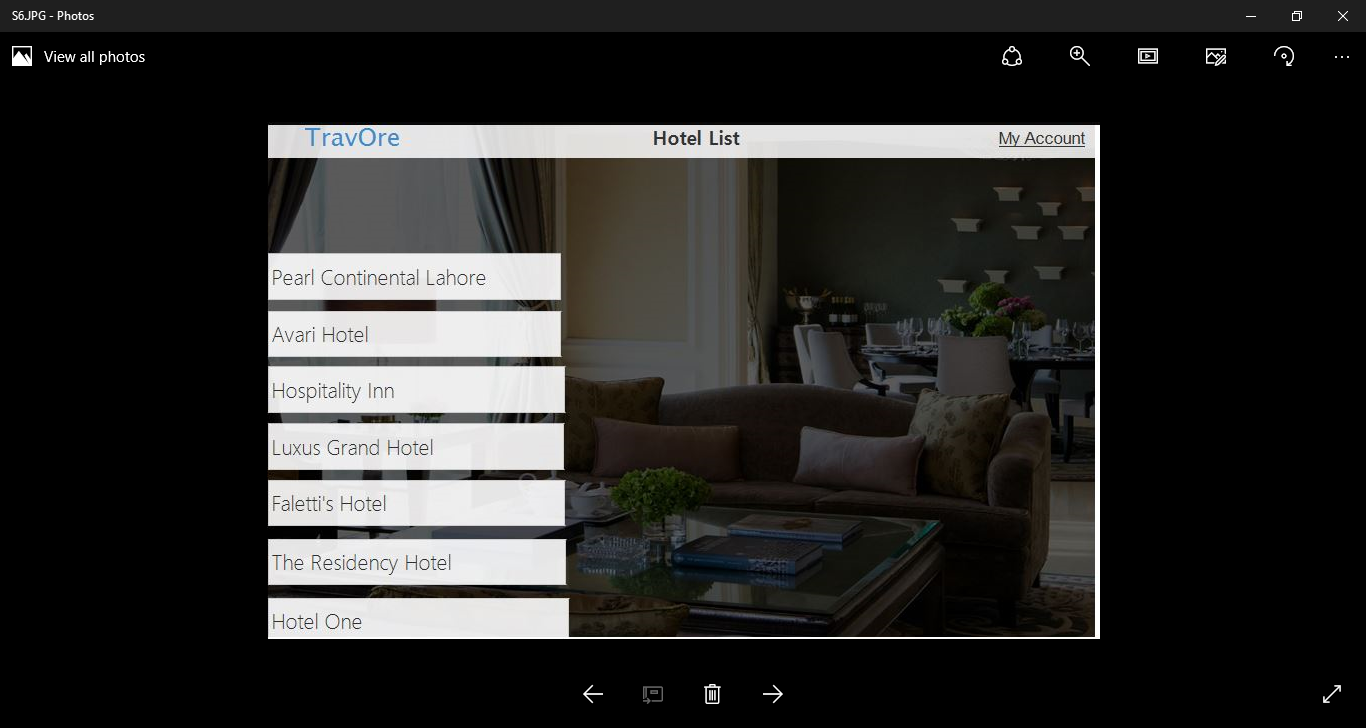 S6.JPG - Photos
View all photos
TravOre
Hotel List
My Account
Pearl Continental Lahore
Avari Hotel
Hospitality Inn
Luxus Grand Hotel
Faletti's Hotel
The Residency Hotel
Hotel One